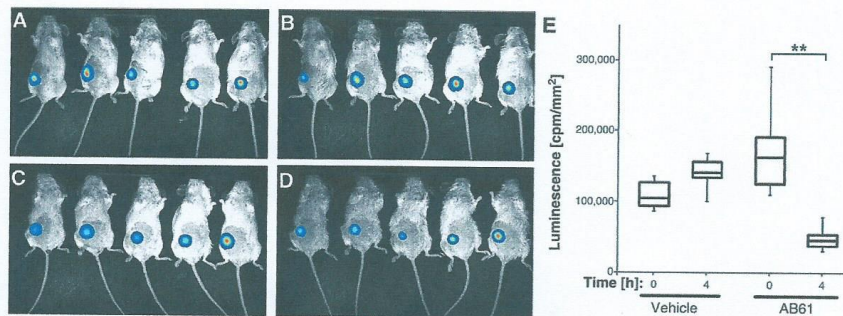 A
B
C
D
E
Luminescence [cpm/mm²]
300,000
200,000
100,000
0
**
Time [h]:
0
4
0
4
Vehicle
AB61